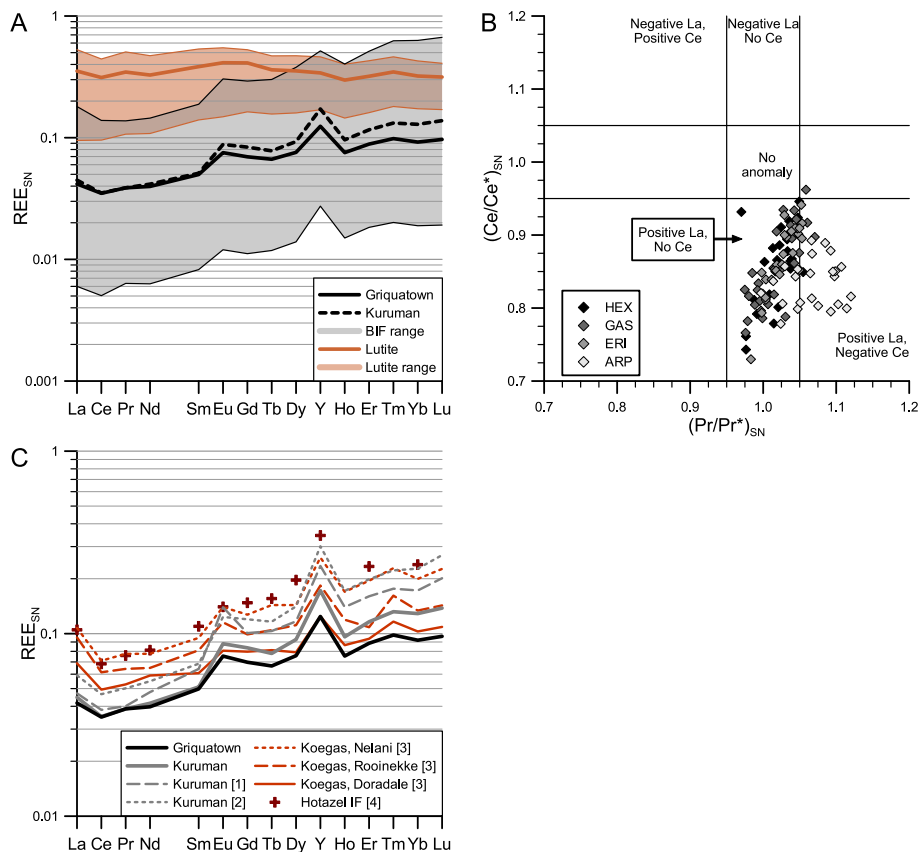 A
1
0.1
0.01
0.001
REE_SN
La Ce Pr Nd Sm Eu Gd Tb Dy Y Ho Er Tm Yb Lu
Griquatown
Kuruman
BIF range
Lutite
Lutite range
B
1.2
1.1
1.0
0.9
0.8
0.7
(Ce/Ce*)_SN
Negative La,
Positive Ce
Negative La,
No Ce
No
anomaly
Positive La,
No Ce
Positive La,
Negative Ce
HEX
GAS
ERI
ARP
0.7 0.8 0.9 1.0 1.1 1.2
(Pr/Pr*)_SN
C
1
0.1
0.01
REE_SN
Griquatown
Kuruman
Kuruman [1]
Kuruman [2]
Koegas, Nelani [3]
Koegas, Rooinekke [3]
Koegas, Doradale [3]
Hotazel IF [4]
La Ce Pr Nd Sm Eu Gd Tb Dy Y Ho Er Tm Yb Lu